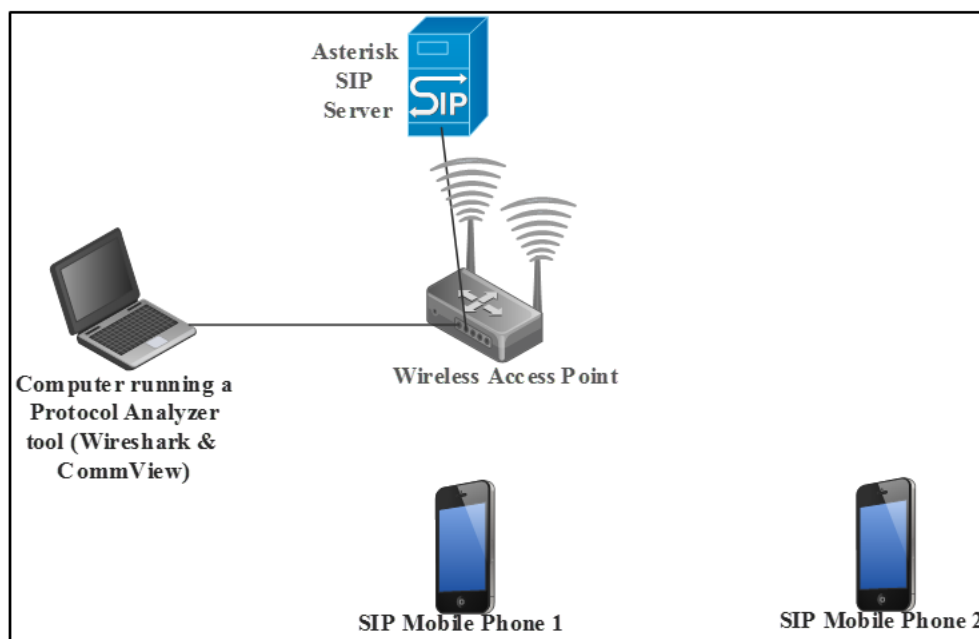 Asterisk
SIP
Server
SIP
Wireless Access Point
Computer running a
Protocol Analyzer
tool (Wireshark &
CommView)
SIP Mobile Phone 1
SIP Mobile Phone 2